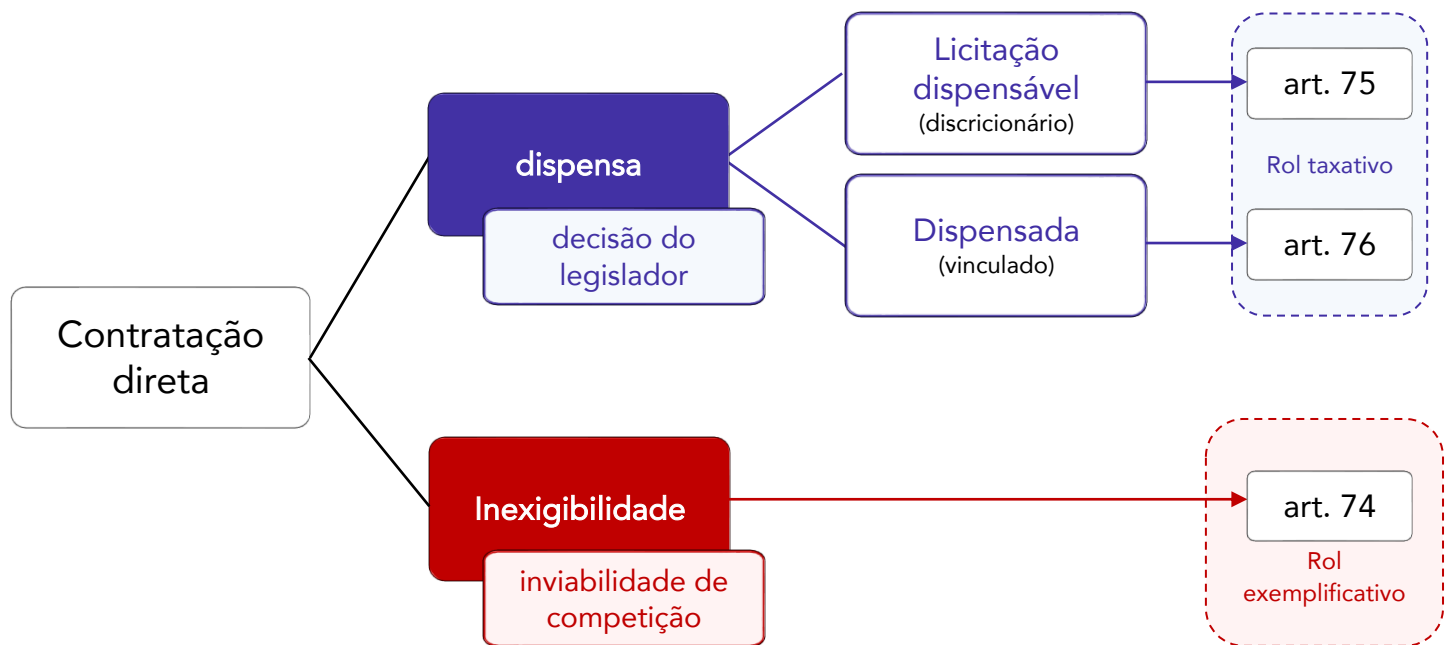 Contratação
direta
dispensa
decisão do
legislador
Licitação
dispensável
(discricionário)
Dispensada
(vinculado)
art. 75
Rol taxativo
art. 76
Inexigibilidade
inviabilidade de
competição
art. 74
Rol
exemplificativo